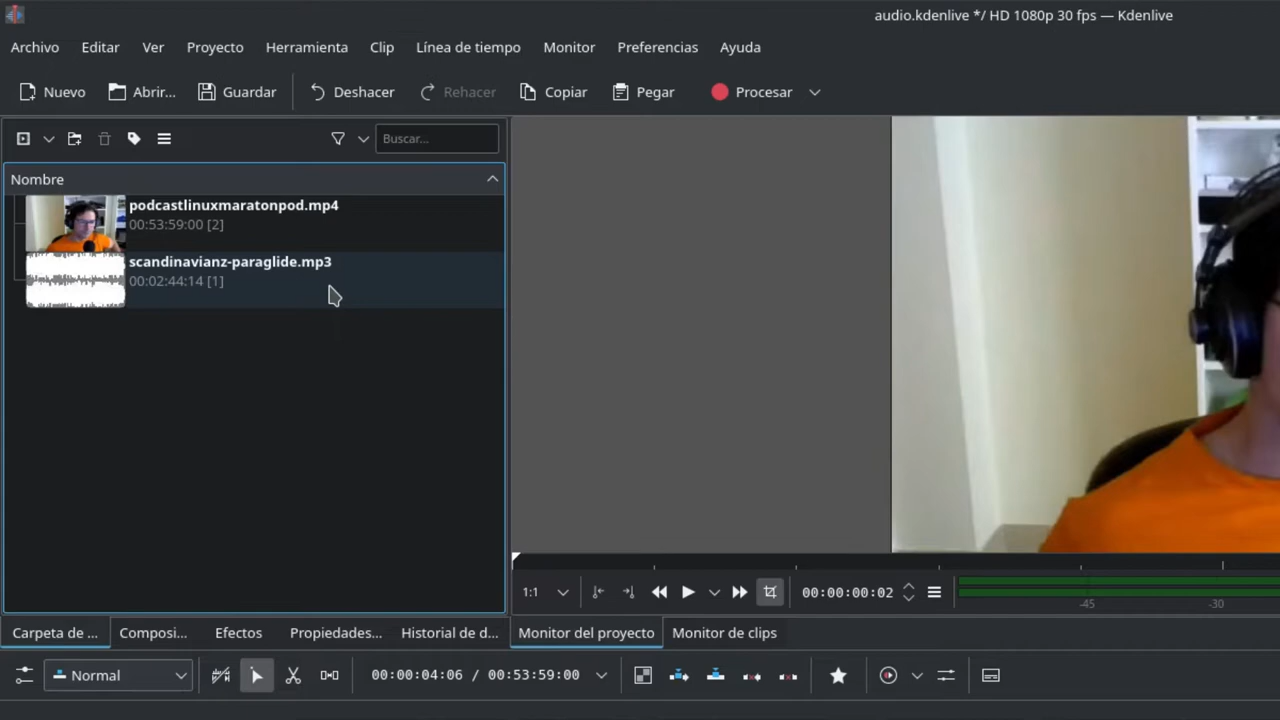 audio.kdenlive */ HD 1080p 30 fps — Kdenlive
Archivo Editar Ver Proyecto Herramienta Clip Línea de tiempo Monitor Preferencias Ayuda
Nuevo Abrir... Guardar Deshacer Rehacer Copiar Pegar Procesar
Buscar...
Nombre
podcastlinuxmaratonpod.mp4
00:53:59:00 [2]
scandinavianz-paraglide.mp3
00:02:44:14 [1]
1:1 00:00:00:02
-45 -30
Carpeta de ... Composi... Efectos Propiedades... Historial de d... Monitor del proyecto Monitor de clips
Normal 00:00:04:06 / 00:53:59:00